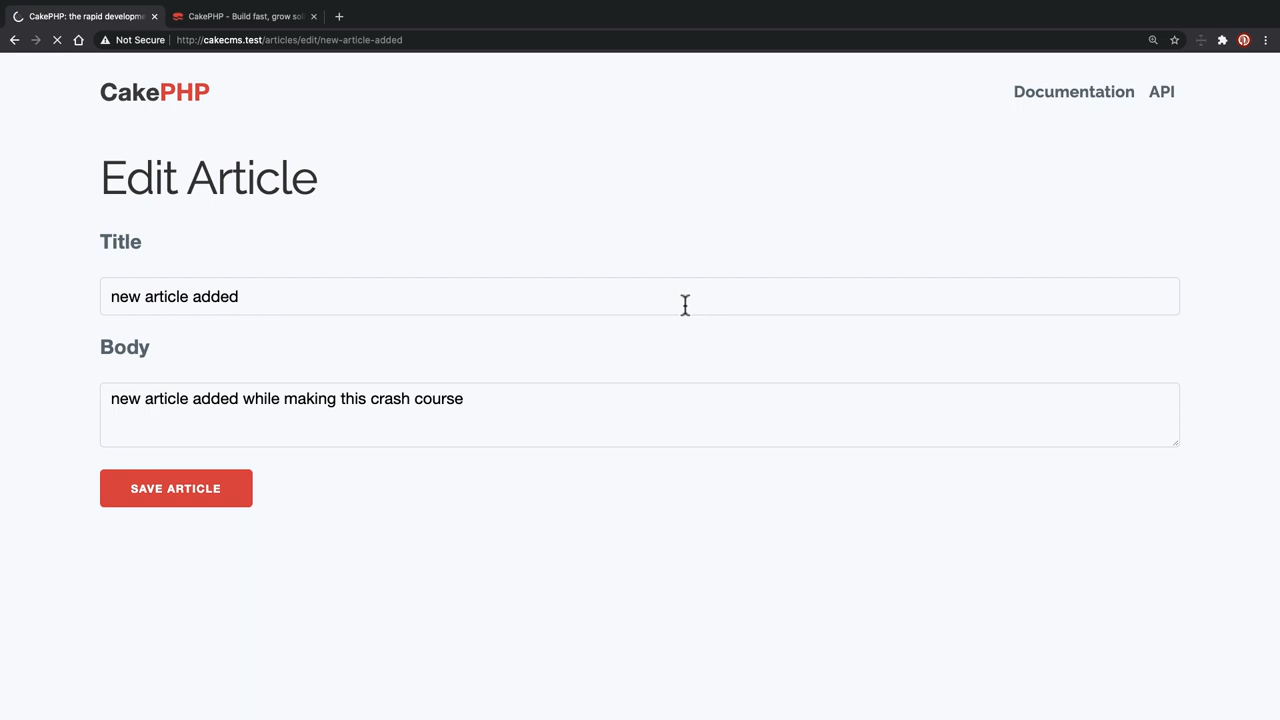 CakePHP: the rapid developme
CakePHP - Build fast, grow sol
Not Secure
http://cakecms.test/articles/edit/new-article-added
CakePHP
Documentation
API
Edit Article
Title
new article added
Body
new article added while making this crash course
SAVE ARTICLE